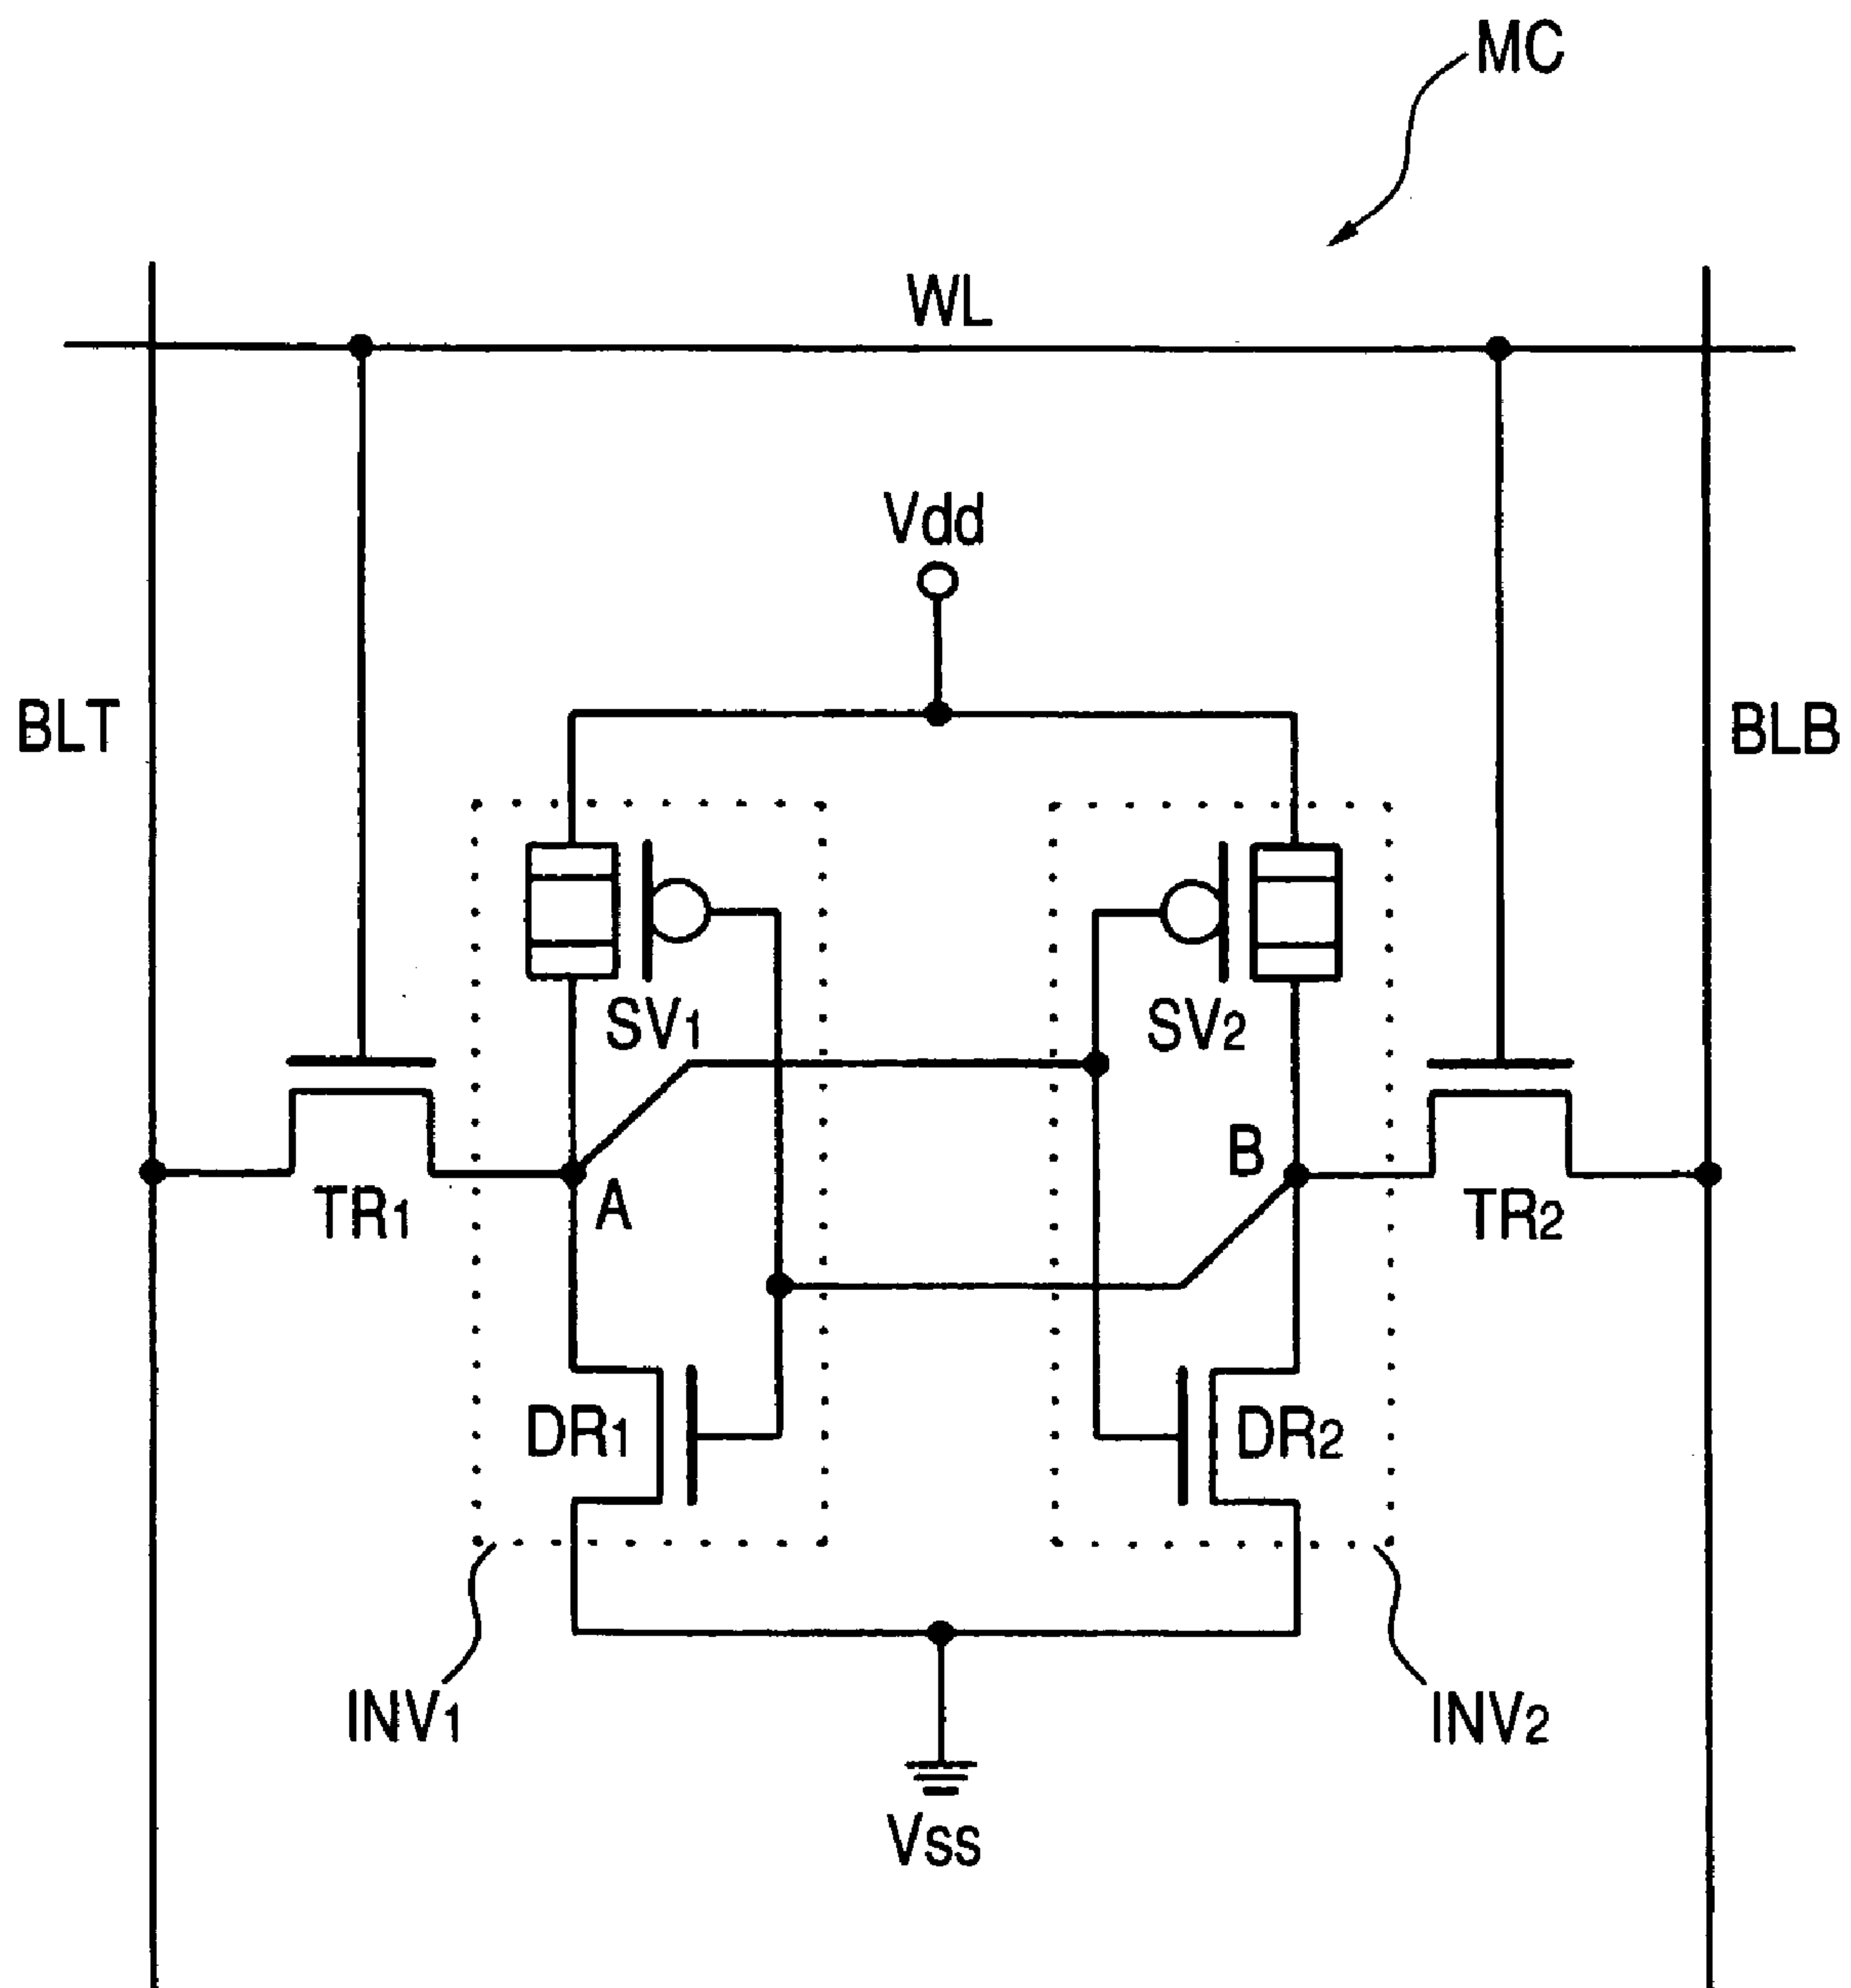 MC
WL
Vdd
BLT
BLB
SV1
SV2
B
A
TR1
TR2
DR1
DR2
INV1
INV2
Vss